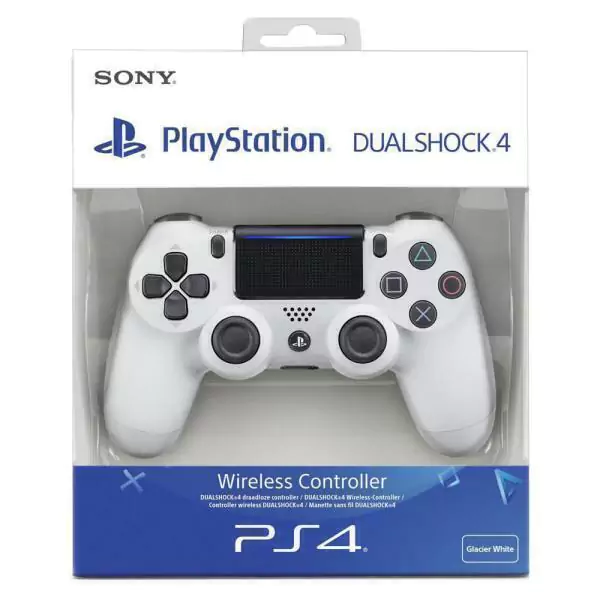 SONY.
PlayStation. DUALSHOCK®4
SHARE
Wireless Controller
DUALSHOCK®4 draadloze controller / DUALSHOCK®4 Wireless-Controller /
Controller wireless DUALSHOCK®4 / Manette sans fil DUALSHOCK®4
PS4®
Glacier White